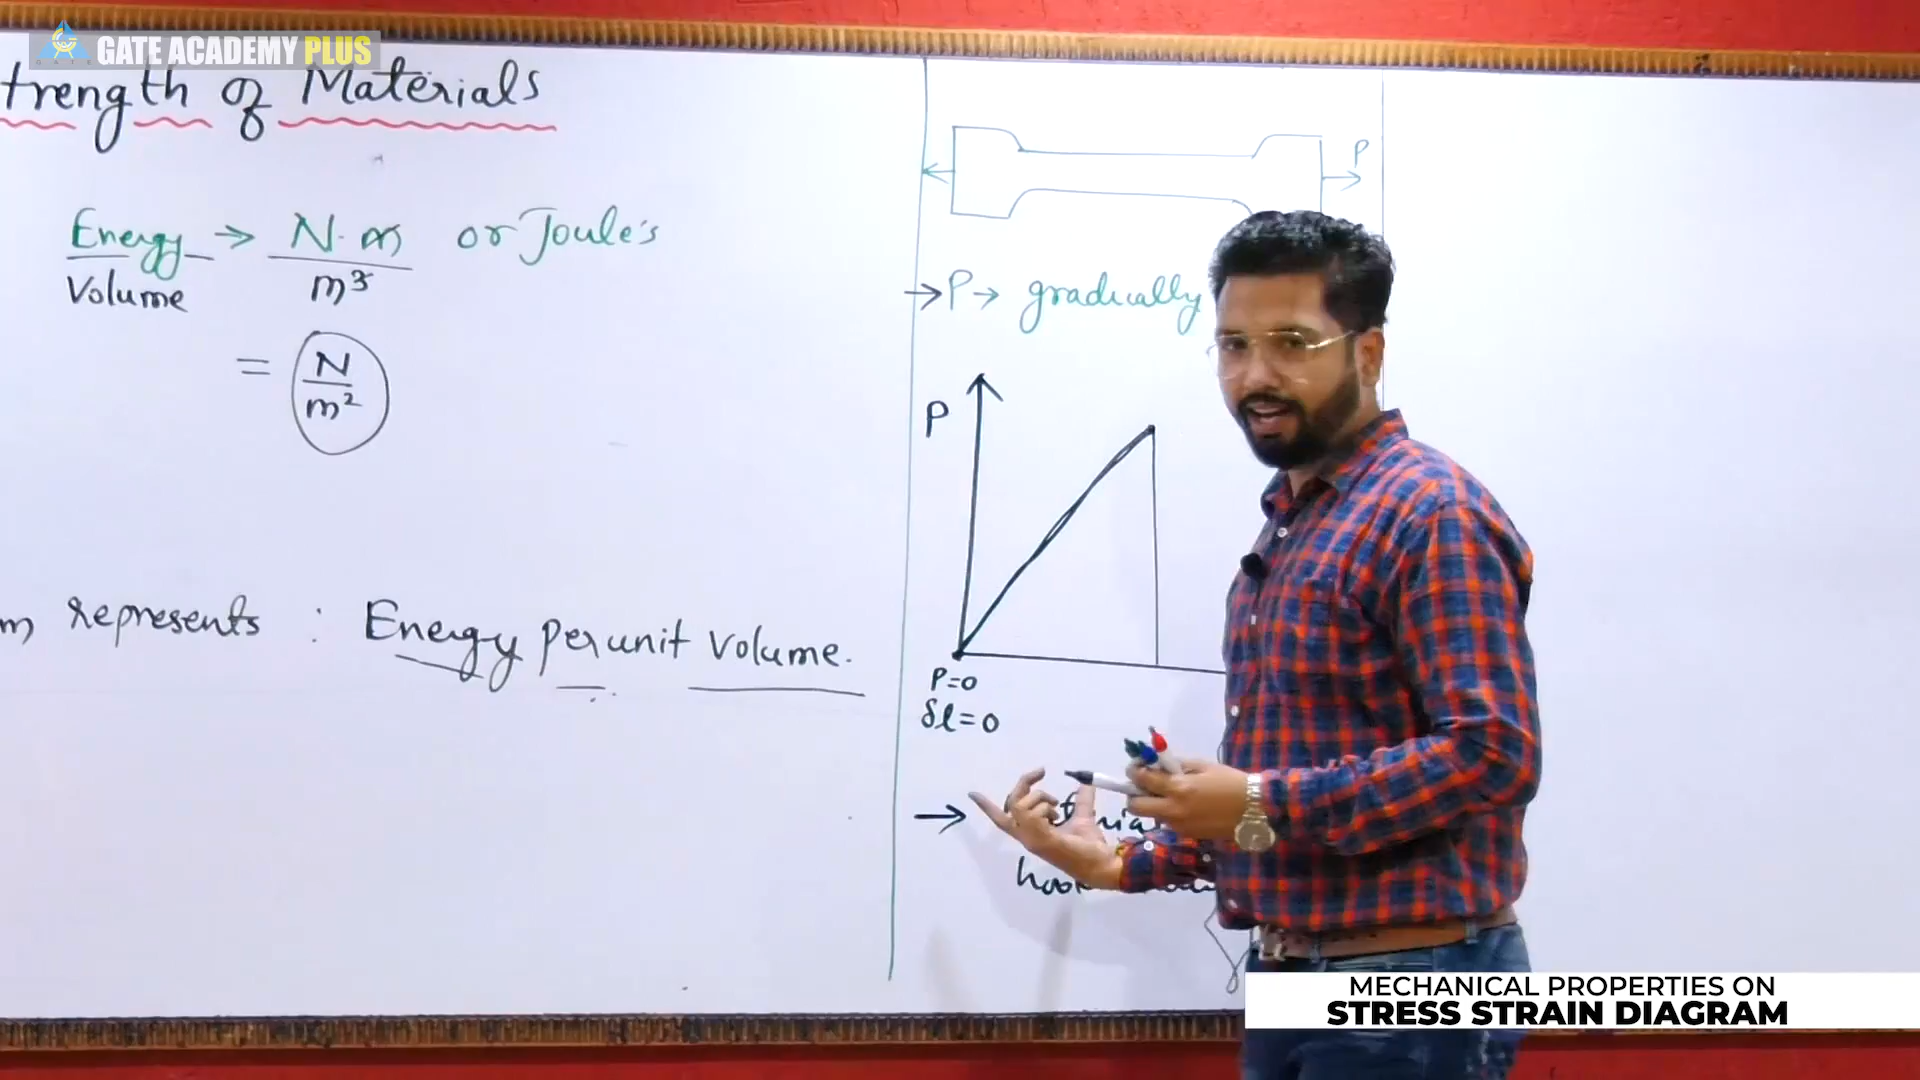 GATE ACADEMY PLUS
trength of Materials
Energy → N·m or Joule's
Volume m³
= N
m²
m represents : Energy per unit volume.
P
→ P → gradually
P
P=0
δl=0
→
MECHANICAL PROPERTIES ON
STRESS STRAIN DIAGRAM